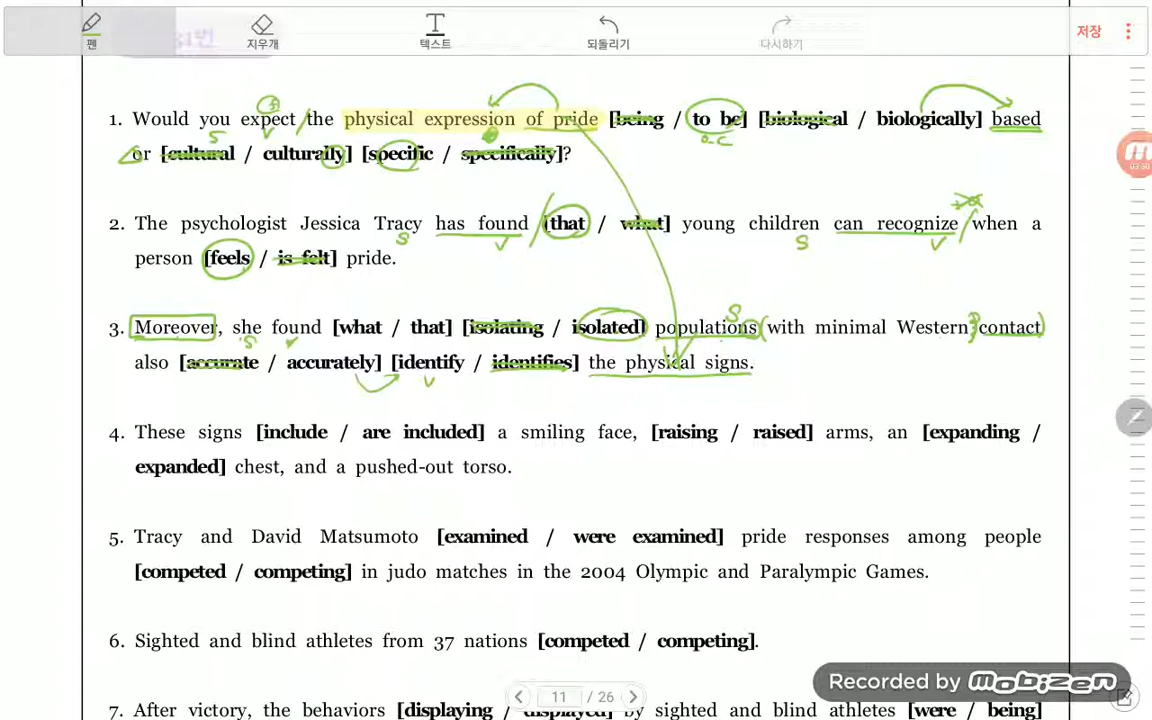 펜
지우개
텍스트
되돌리기
다시하기
저장
1. Would you expect the physical expression of pride [being / to be] [biological / biologically] based
or [cultural / culturally] [specific / specifically]?
o.c
S
2. The psychologist Jessica Tracy has found [that / what] young children can recognize when a
S V S V
person [feels / is felt] pride.
3. Moreover, she found [what / that] [isolating / isolated] populations (with minimal Western contact)
S V S
also [accurate / accurately] [identify / identifies] the physical signs.
V
4. These signs [include / are included] a smiling face, [raising / raised] arms, an [expanding /
expanded] chest, and a pushed-out torso.
5. Tracy and David Matsumoto [examined / were examined] pride responses among people
[competed / competing] in judo matches in the 2004 Olympic and Paralympic Games.
6. Sighted and blind athletes from 37 nations [competed / competing].
Recorded by mobizen
11 / 26
7. After victory, the behaviors [displaying / displayed] by sighted and blind athletes [were / being]